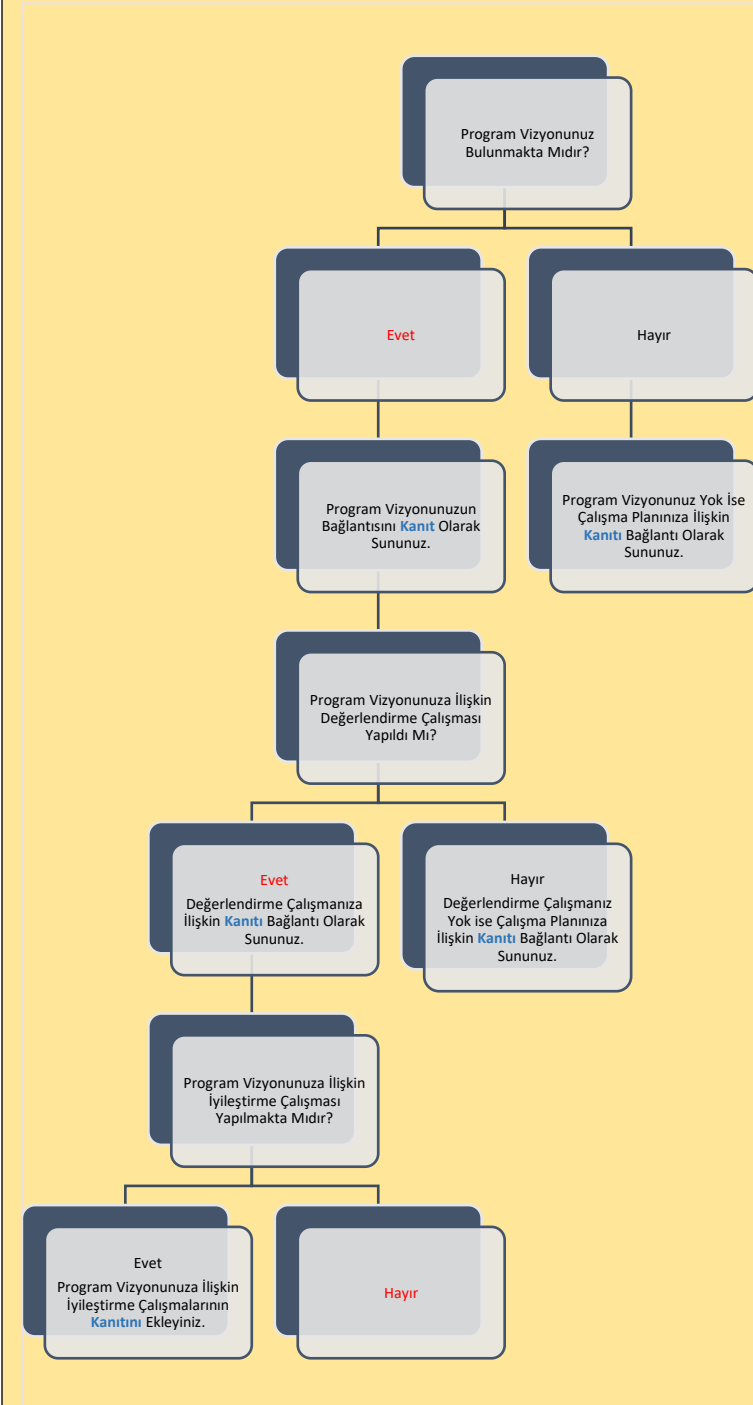 Program Vizyonunuz
Bulunmakta Mıdır?
Evet
Hayır
Program Vizyonunuzun
Bağlantısını Kanıt Olarak
Sununuz.
Program Vizyonunuz Yok İse
Çalışma Planınıza İlişkin
Kanıtı Bağlantı Olarak
Sununuz.
Program Vizyonunuza İlişkin
Değerlendirme Çalışması
Yapıldı Mı?
Evet
Değerlendirme Çalışmanıza
İlişkin Kanıtı Bağlantı Olarak
Sununuz.
Hayır
Değerlendirme Çalışmanız
Yok ise Çalışma Planınıza
İlişkin Kanıtı Bağlantı Olarak
Sununuz.
Program Vizyonunuza İlişkin
İyileştirme Çalışması
Yapılmakta Mıdır?
Evet
Program Vizyonunuza İlişkin
İyileştirme Çalışmalarının
Kanıtını Ekleyiniz.
Hayır